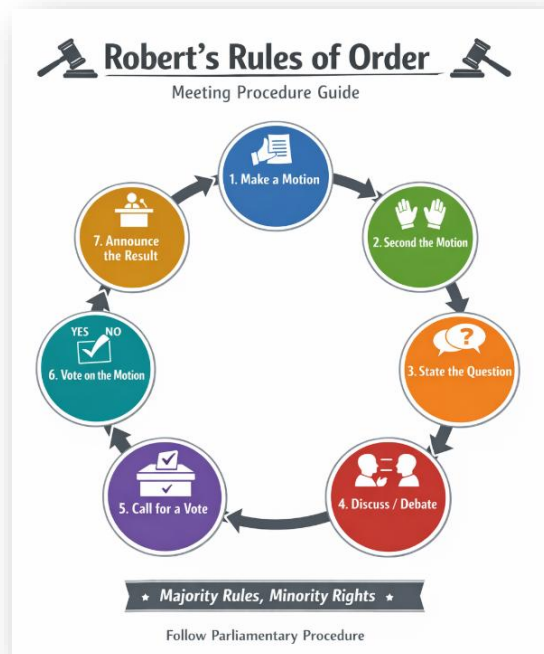 Robert's Rules of Order
Meeting Procedure Guide
1. Make a Motion
2. Second the Motion
?
3. State the Question
4. Discuss / Debate
5. Call for a Vote
YES NO
6. Vote on the Motion
7. Announce
the Result
Majority Rules, Minority Rights
Follow Parliamentary Procedure